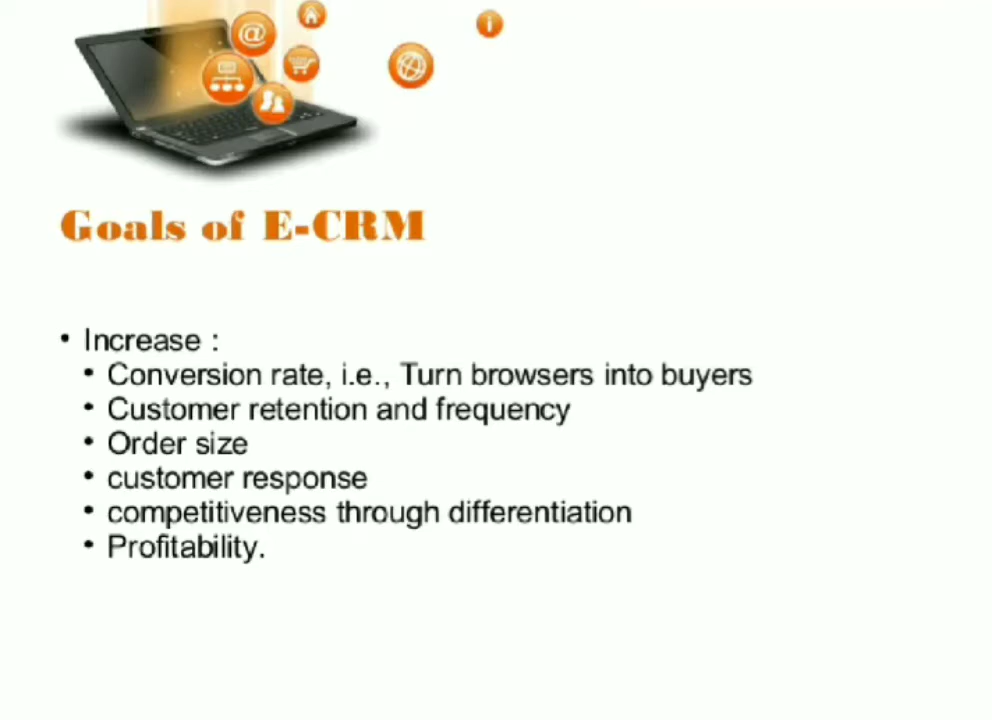 Goals of E-CRM
• Increase :
• Conversion rate, i.e., Turn browsers into buyers
• Customer retention and frequency
• Order size
• customer response
• competitiveness through differentiation
• Profitability.